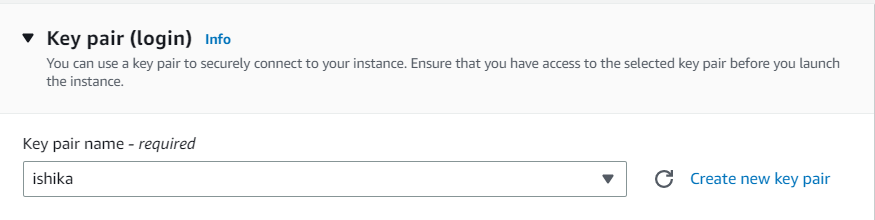 Key pair (login) Info
You can use a key pair to securely connect to your instance. Ensure that you have access to the selected key pair before you launch
the instance.
Key pair name - required
ishika
Create new key pair